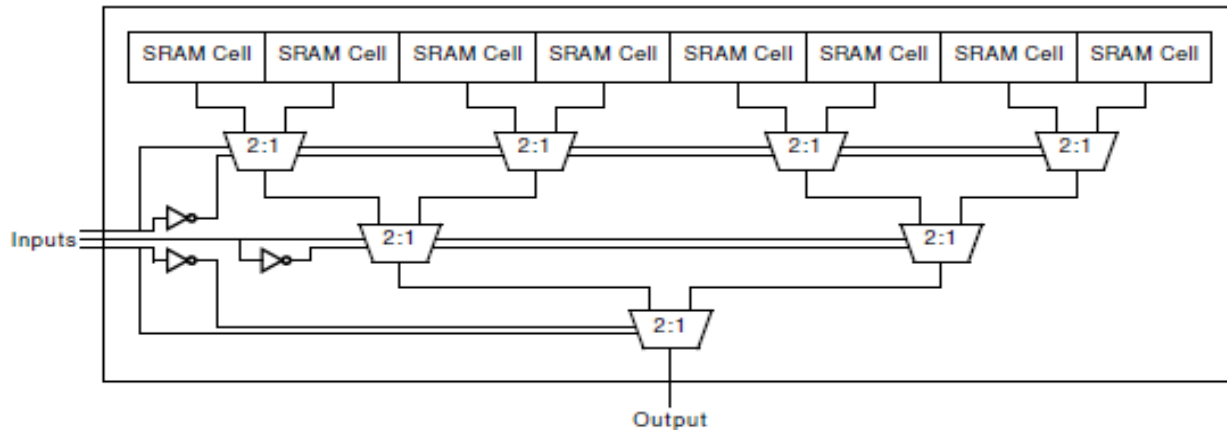 SRAM Cell SRAM Cell SRAM Cell SRAM Cell SRAM Cell SRAM Cell SRAM Cell SRAM Cell
2:1 2:1 2:1 2:1
Inputs 2:1 2:1
2:1
Output